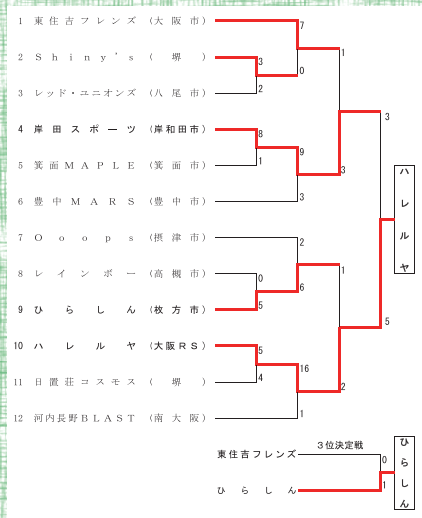 1 東住吉フレンズ (大阪市)
2 Shiny's (堺)
3 レッド・ユニオンズ (八尾市)
4 岸田スポーツ (岸和田市)
5 箕面MAPLE (箕面市)
6 豊中MARS (豊中市)
7 Ooops (摂津市)
8 レインボー (高槻市)
9 ひらしん (枚方市)
10 ハレルヤ (大阪RS)
11 日置荘コスモス (堺)
12 河内長野BLAST (南大阪)
7
0
3
2
8
1
9
3
1
3
2
6
0
5
5
4
16
1
1
2
3
5
ハレルヤ
3位決定戦
東住吉フレンズ
0
ひらしん
1
ひらしん